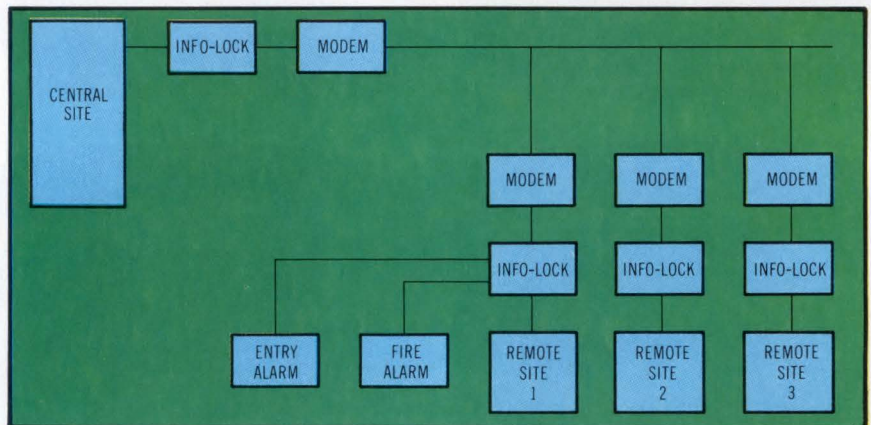 CENTRAL
SITE
INFO-LOCK
MODEM
MODEM
MODEM
MODEM
INFO-LOCK
INFO-LOCK
INFO-LOCK
ENTRY
ALARM
FIRE
ALARM
REMOTE
SITE
1
REMOTE
SITE
2
REMOTE
SITE
3